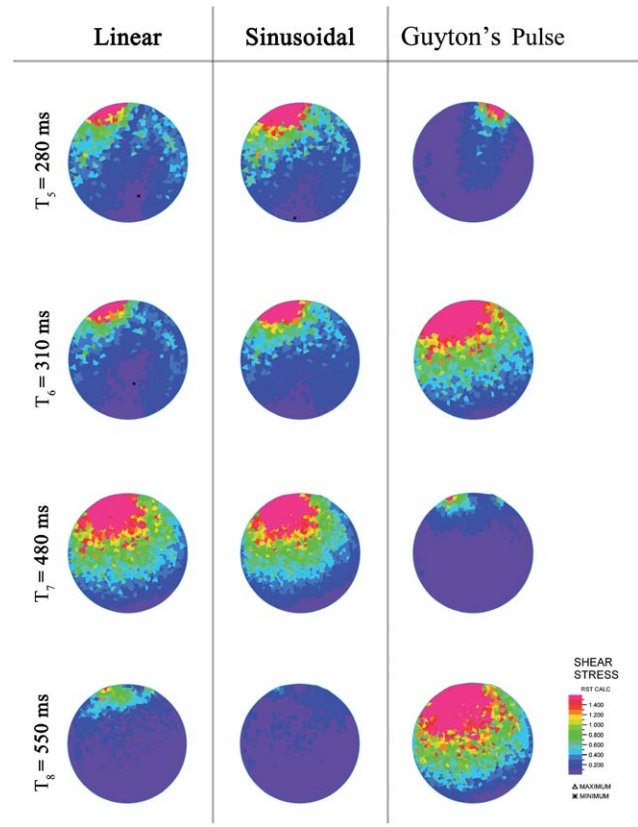 Linear Sinusoidal Guyton's Pulse
T5 = 280 ms
T6 = 310 ms
T7 = 480 ms
T8 = 550 ms
SHEAR
STRESS
RST CALC
1.400
1.200
1.000
0.800
0.600
0.400
0.200
MAXIMUM
MINIMUM